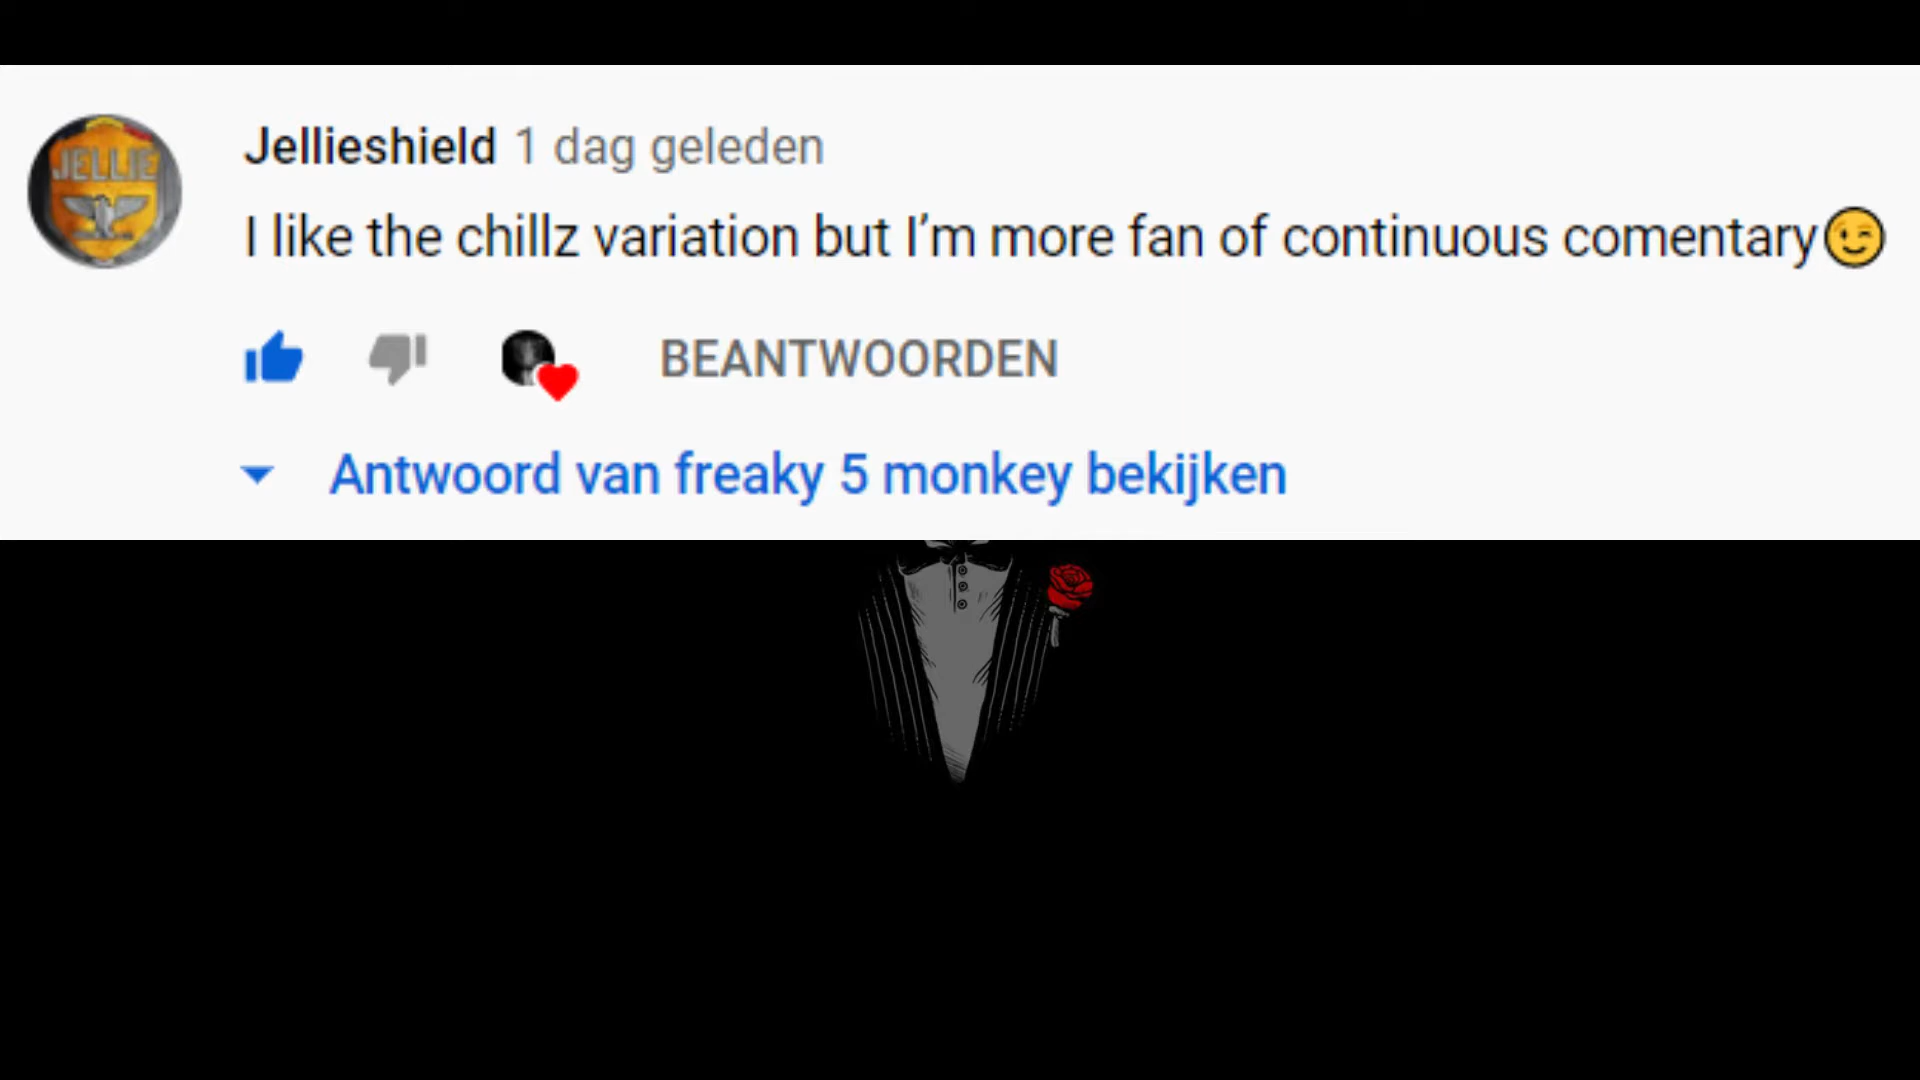 JELLIE
Jellieshield 1 dag geleden
I like the chillz variation but I’m more fan of continuous comentary😉
BEANTWOORDEN
Antwoord van freaky 5 monkey bekijken